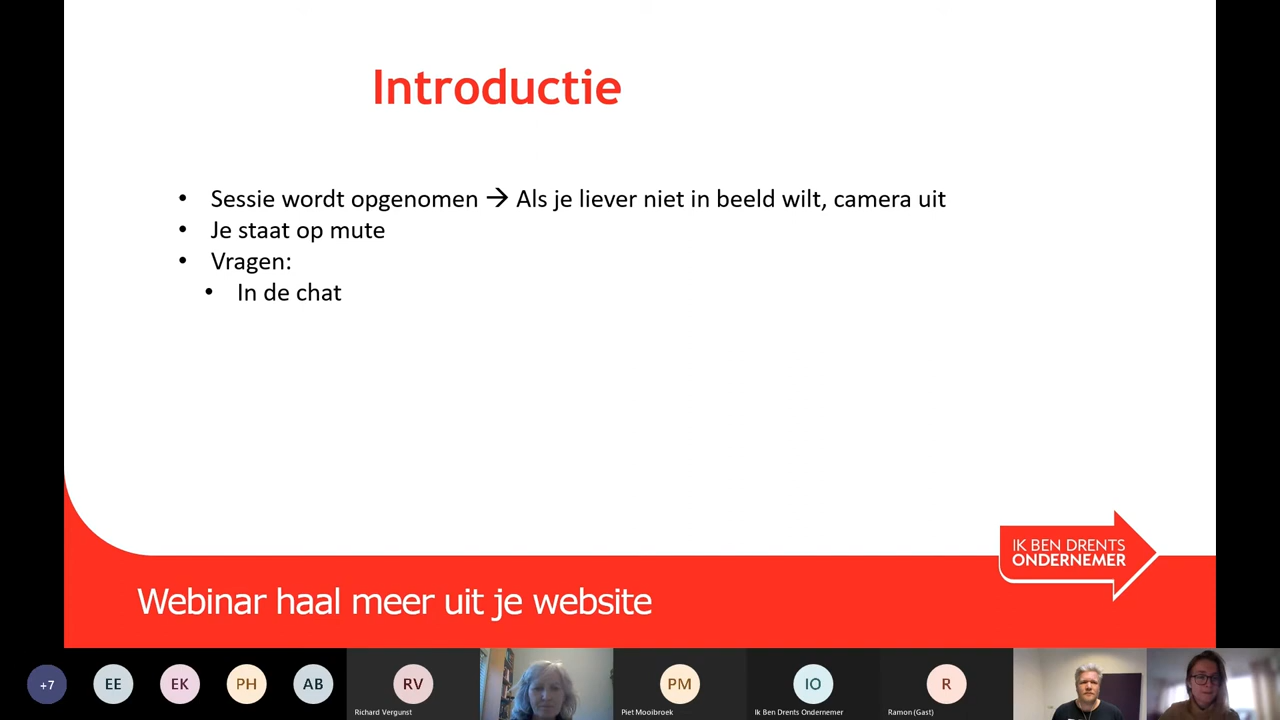 Introductie
• Sessie wordt opgenomen → Als je liever niet in beeld wilt, camera uit
• Je staat op mute
• Vragen:
• In de chat
IK BEN DRENTS
ONDERNEMER
Webinar haal meer uit je website
+7
EE
EK
PH
AB
RV
Richard Vergunst
PM
Piet Mooibroek
IO
Ik Ben Drents Ondernemer
R
Ramon (Gast)